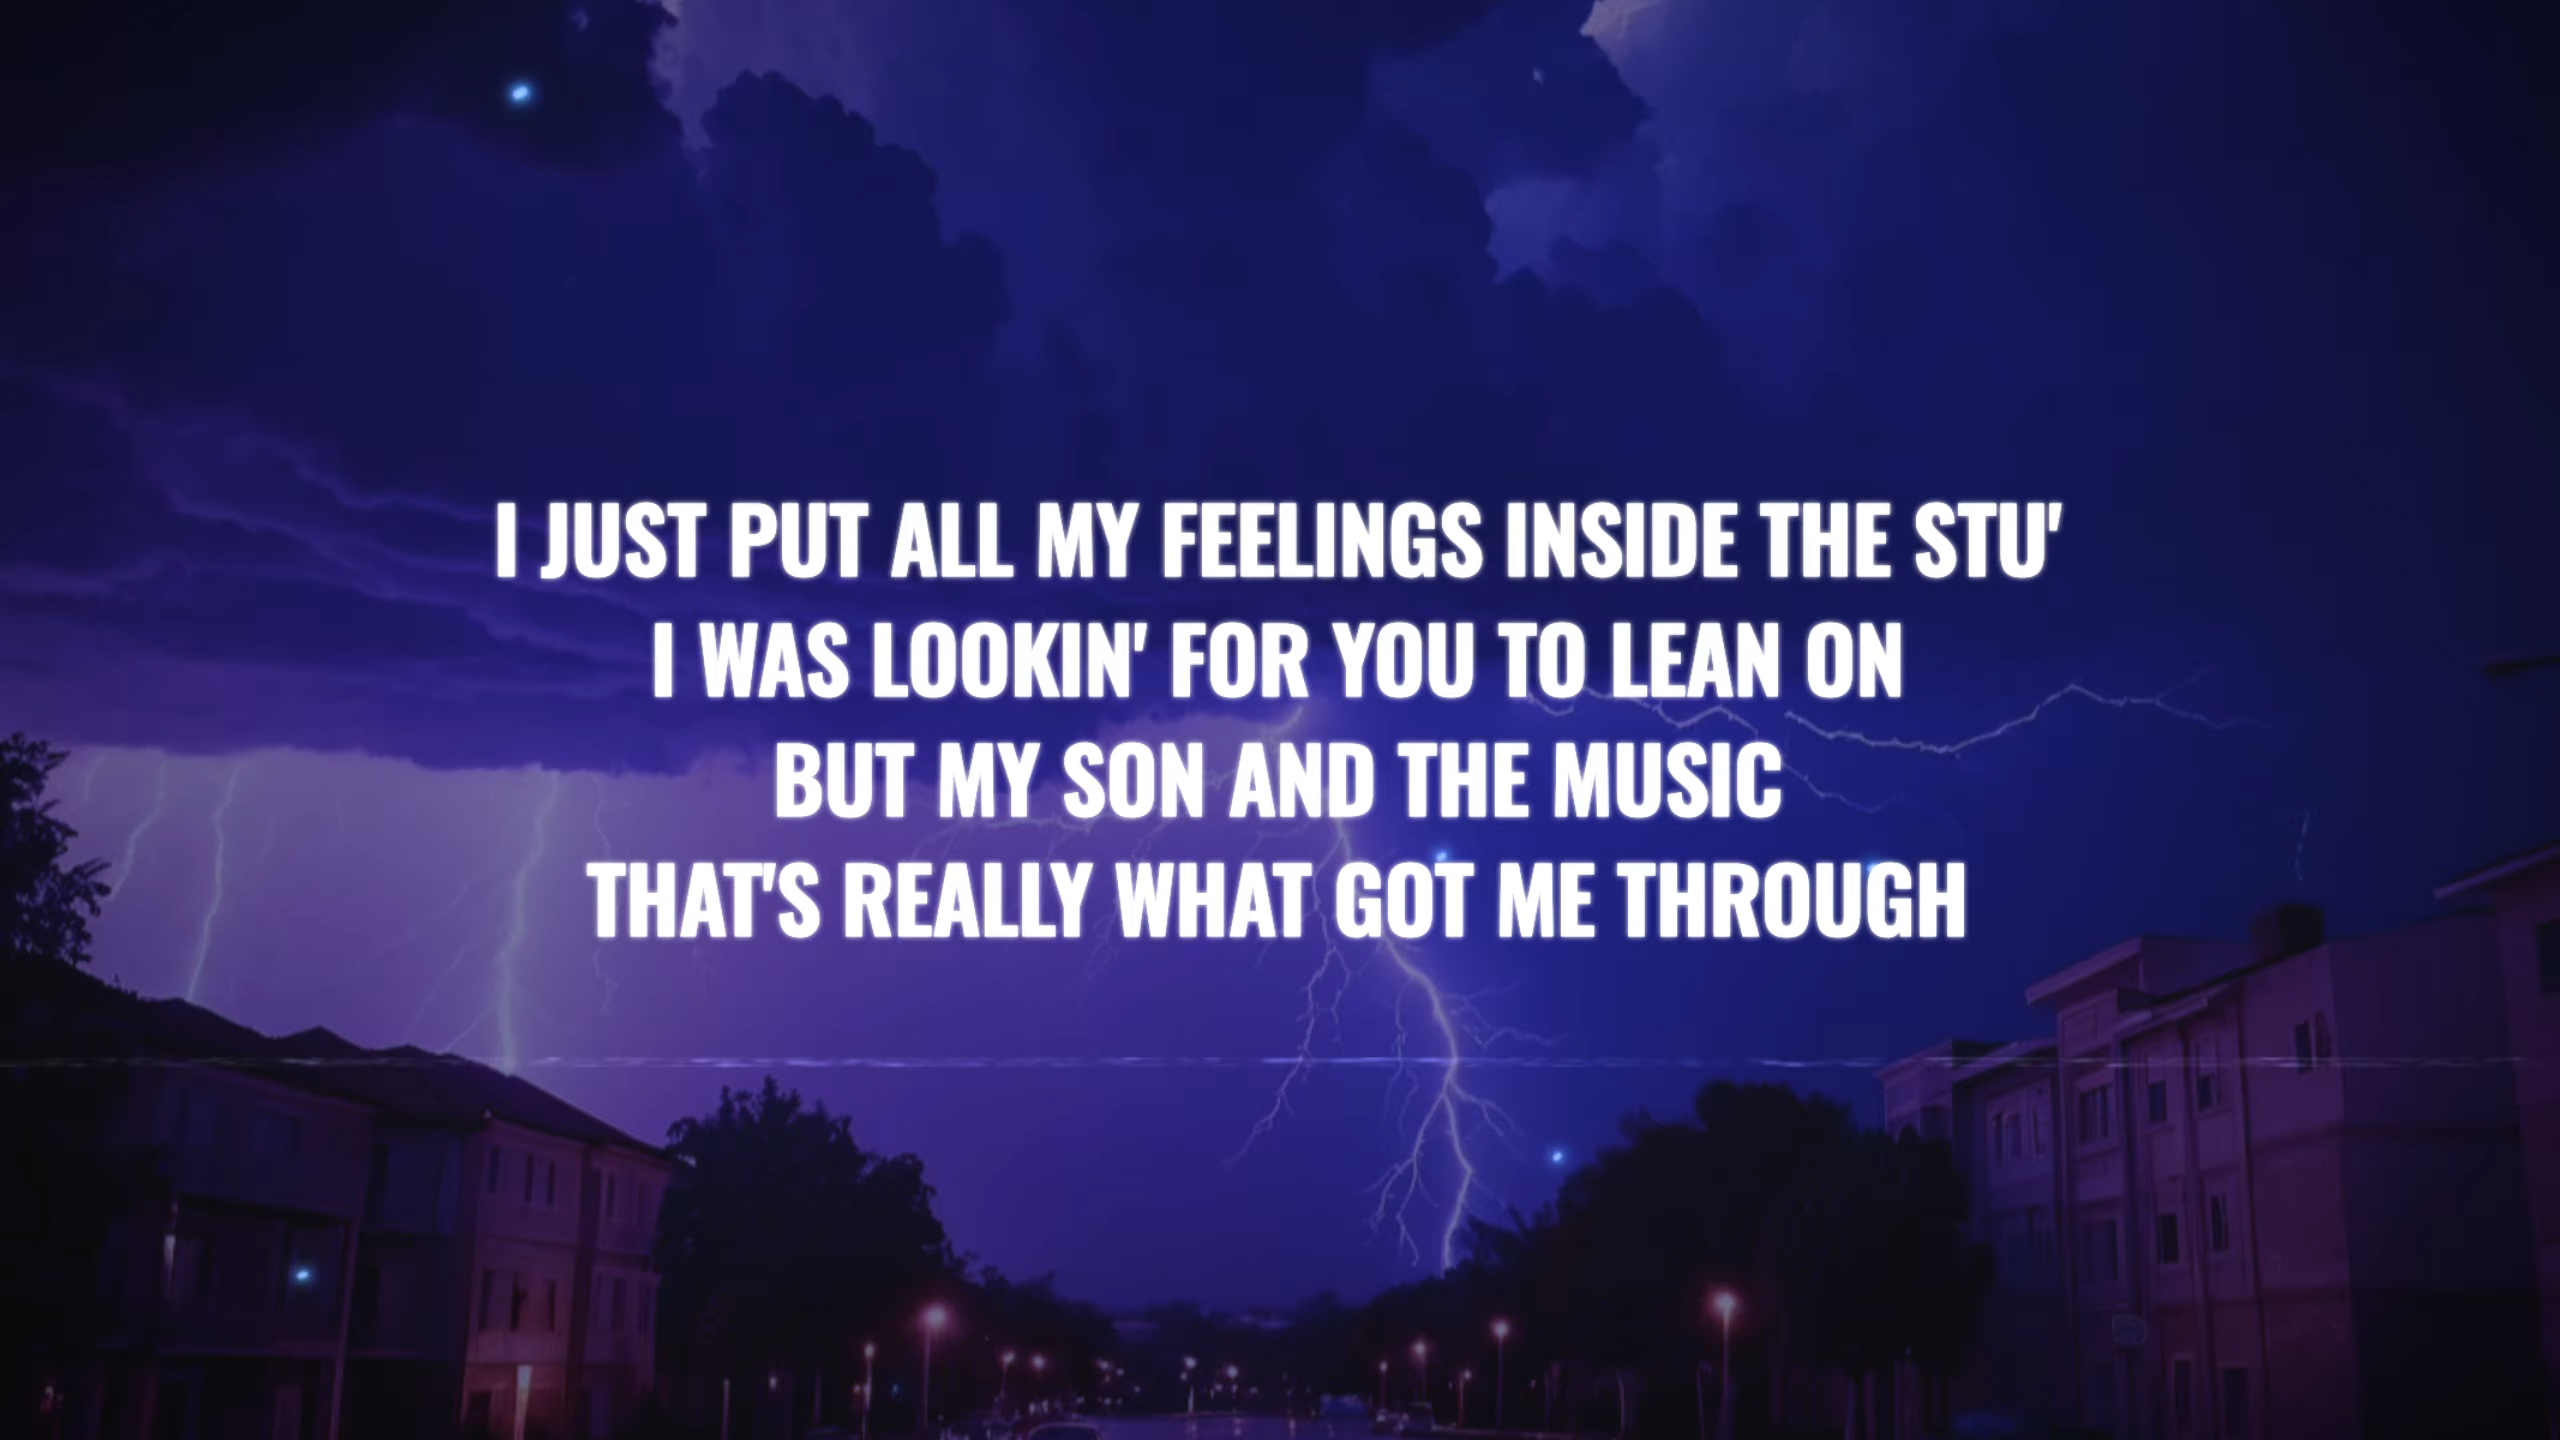 I JUST PUT ALL MY FEELINGS INSIDE THE STU'
I WAS LOOKIN' FOR YOU TO LEAN ON
BUT MY SON AND THE MUSIC
THAT'S REALLY WHAT GOT ME THROUGH